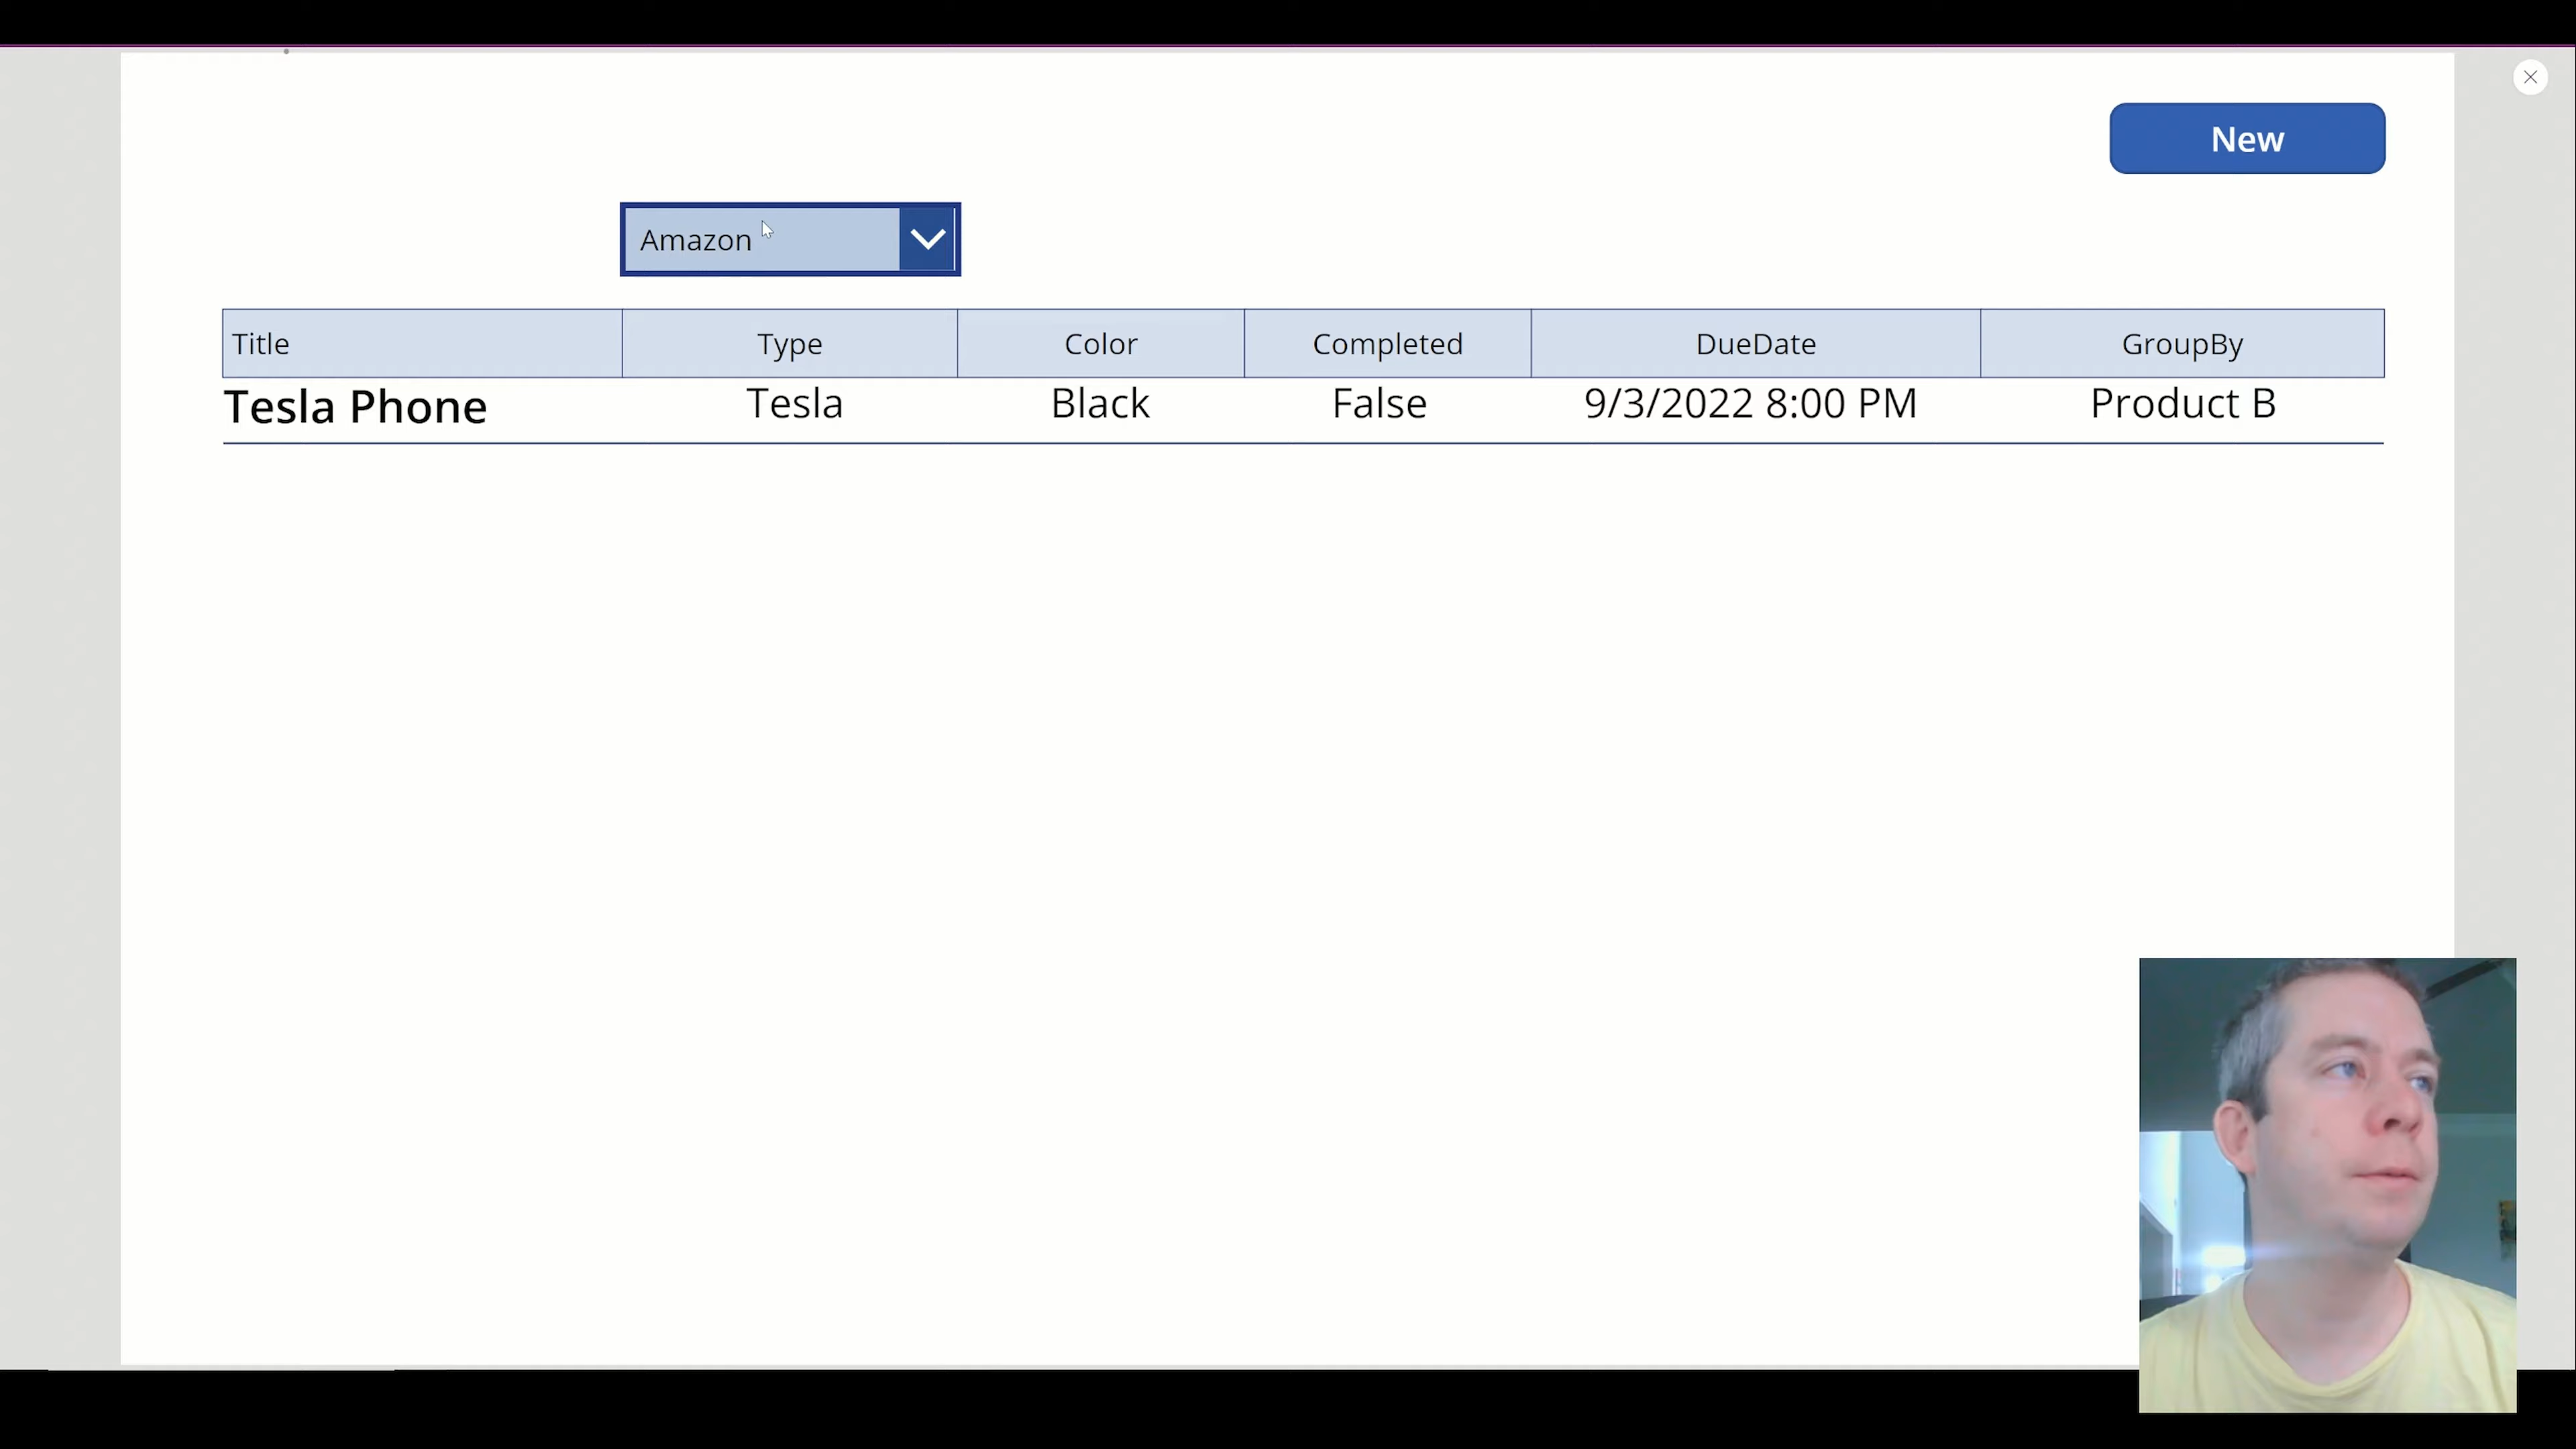 New
Amazon
Title Type Color Completed DueDate GroupBy
Tesla Phone Tesla Black False 9/3/2022 8:00 PM Product B